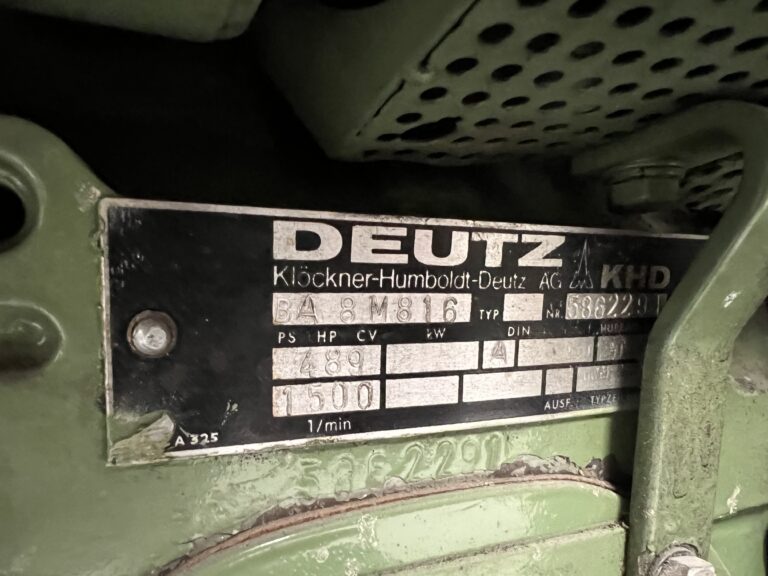 DEUTZ
Klöckner-Humboldt-Deutz AG KHD
BA 8M816 TYP NR. 586229
PS HP CV KW DIN
489 A
1500
1/min AUSF.
A 325
5862291